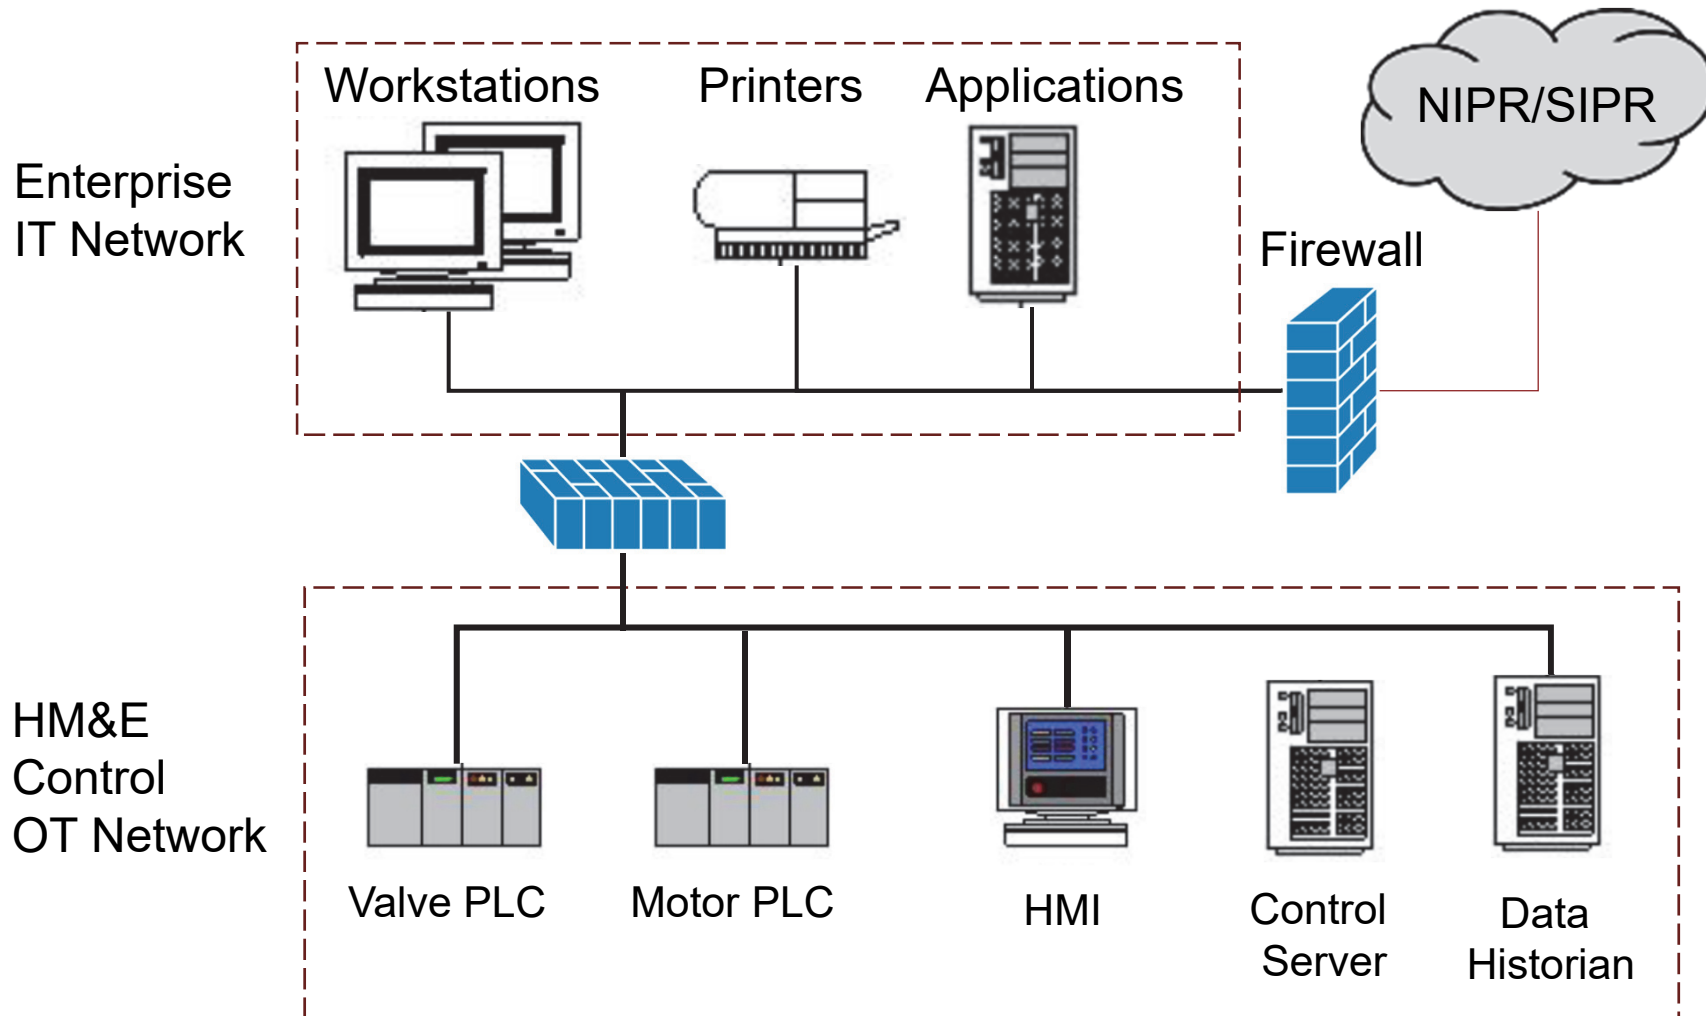 Workstations
Printers
Applications
NIPR/SIPR
Enterprise
IT Network
Firewall
HM&E
Control
OT Network
Valve PLC
Motor PLC
HMI
Control
Server
Data
Historian